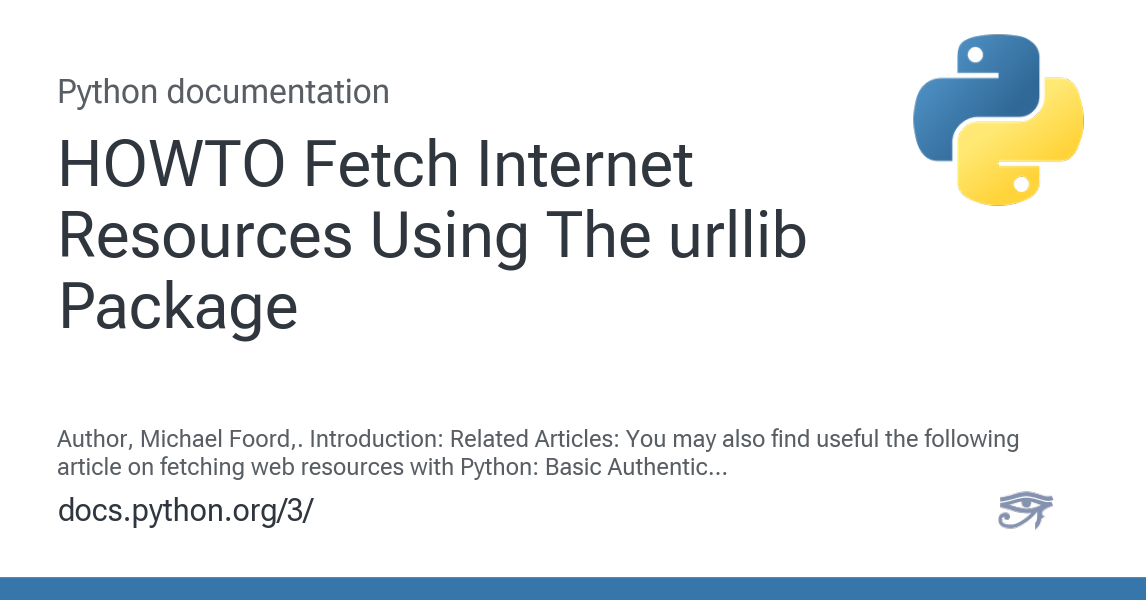 Python documentation
HOWTO Fetch Internet
Resources Using The urllib
Package
Author, Michael Foord,. Introduction: Related Articles: You may also find useful the following
article on fetching web resources with Python: Basic Authentic...
docs.python.org/3/